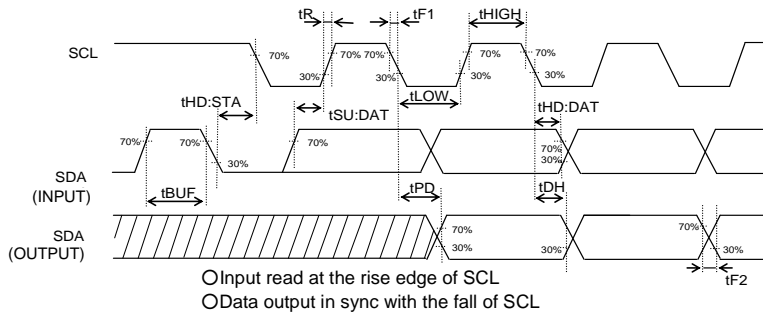 tR tF1 tHIGH
SCL 70% 70% 70% 70% 70%
30% 30% 30% 30%
tHD:STA tSU:DAT tLOW tHD:DAT
70% 70% 30% 70% 70% 30%
SDA
(INPUT)
tBUF tPD tDH
SDA
(OUTPUT)
70% 30% 30% 70% 30%
tF2
○Input read at the rise edge of SCL
○Data output in sync with the fall of SCL